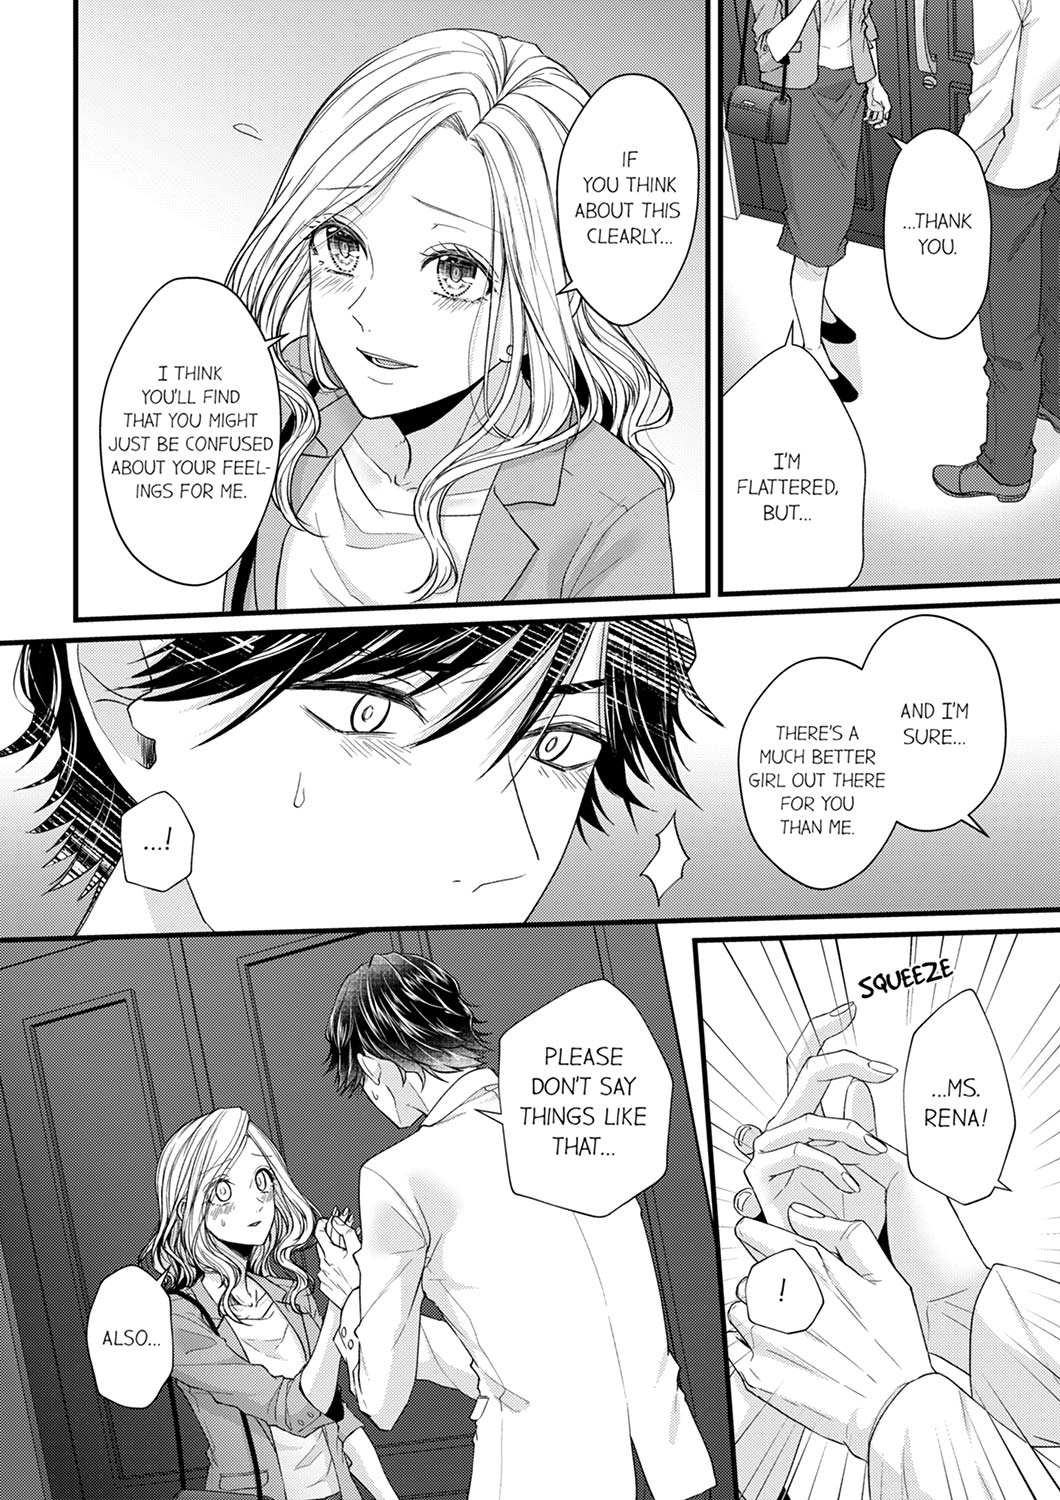 ...THANK
YOU.
I'M
FLATTERED,
BUT...
IF
YOU THINK
ABOUT THIS
CLEARLY...
I THINK
YOU'LL FIND
THAT YOU MIGHT
JUST BE CONFUSED
ABOUT YOUR FEEL-
INGS FOR ME.
AND I'M
SURE...
THERE'S A
MUCH BETTER
GIRL OUT THERE
FOR YOU
THAN ME.
...!
SQUEEZE
...MS.
RENA!
!
PLEASE
DON'T SAY
THINGS LIKE
THAT...
ALSO...